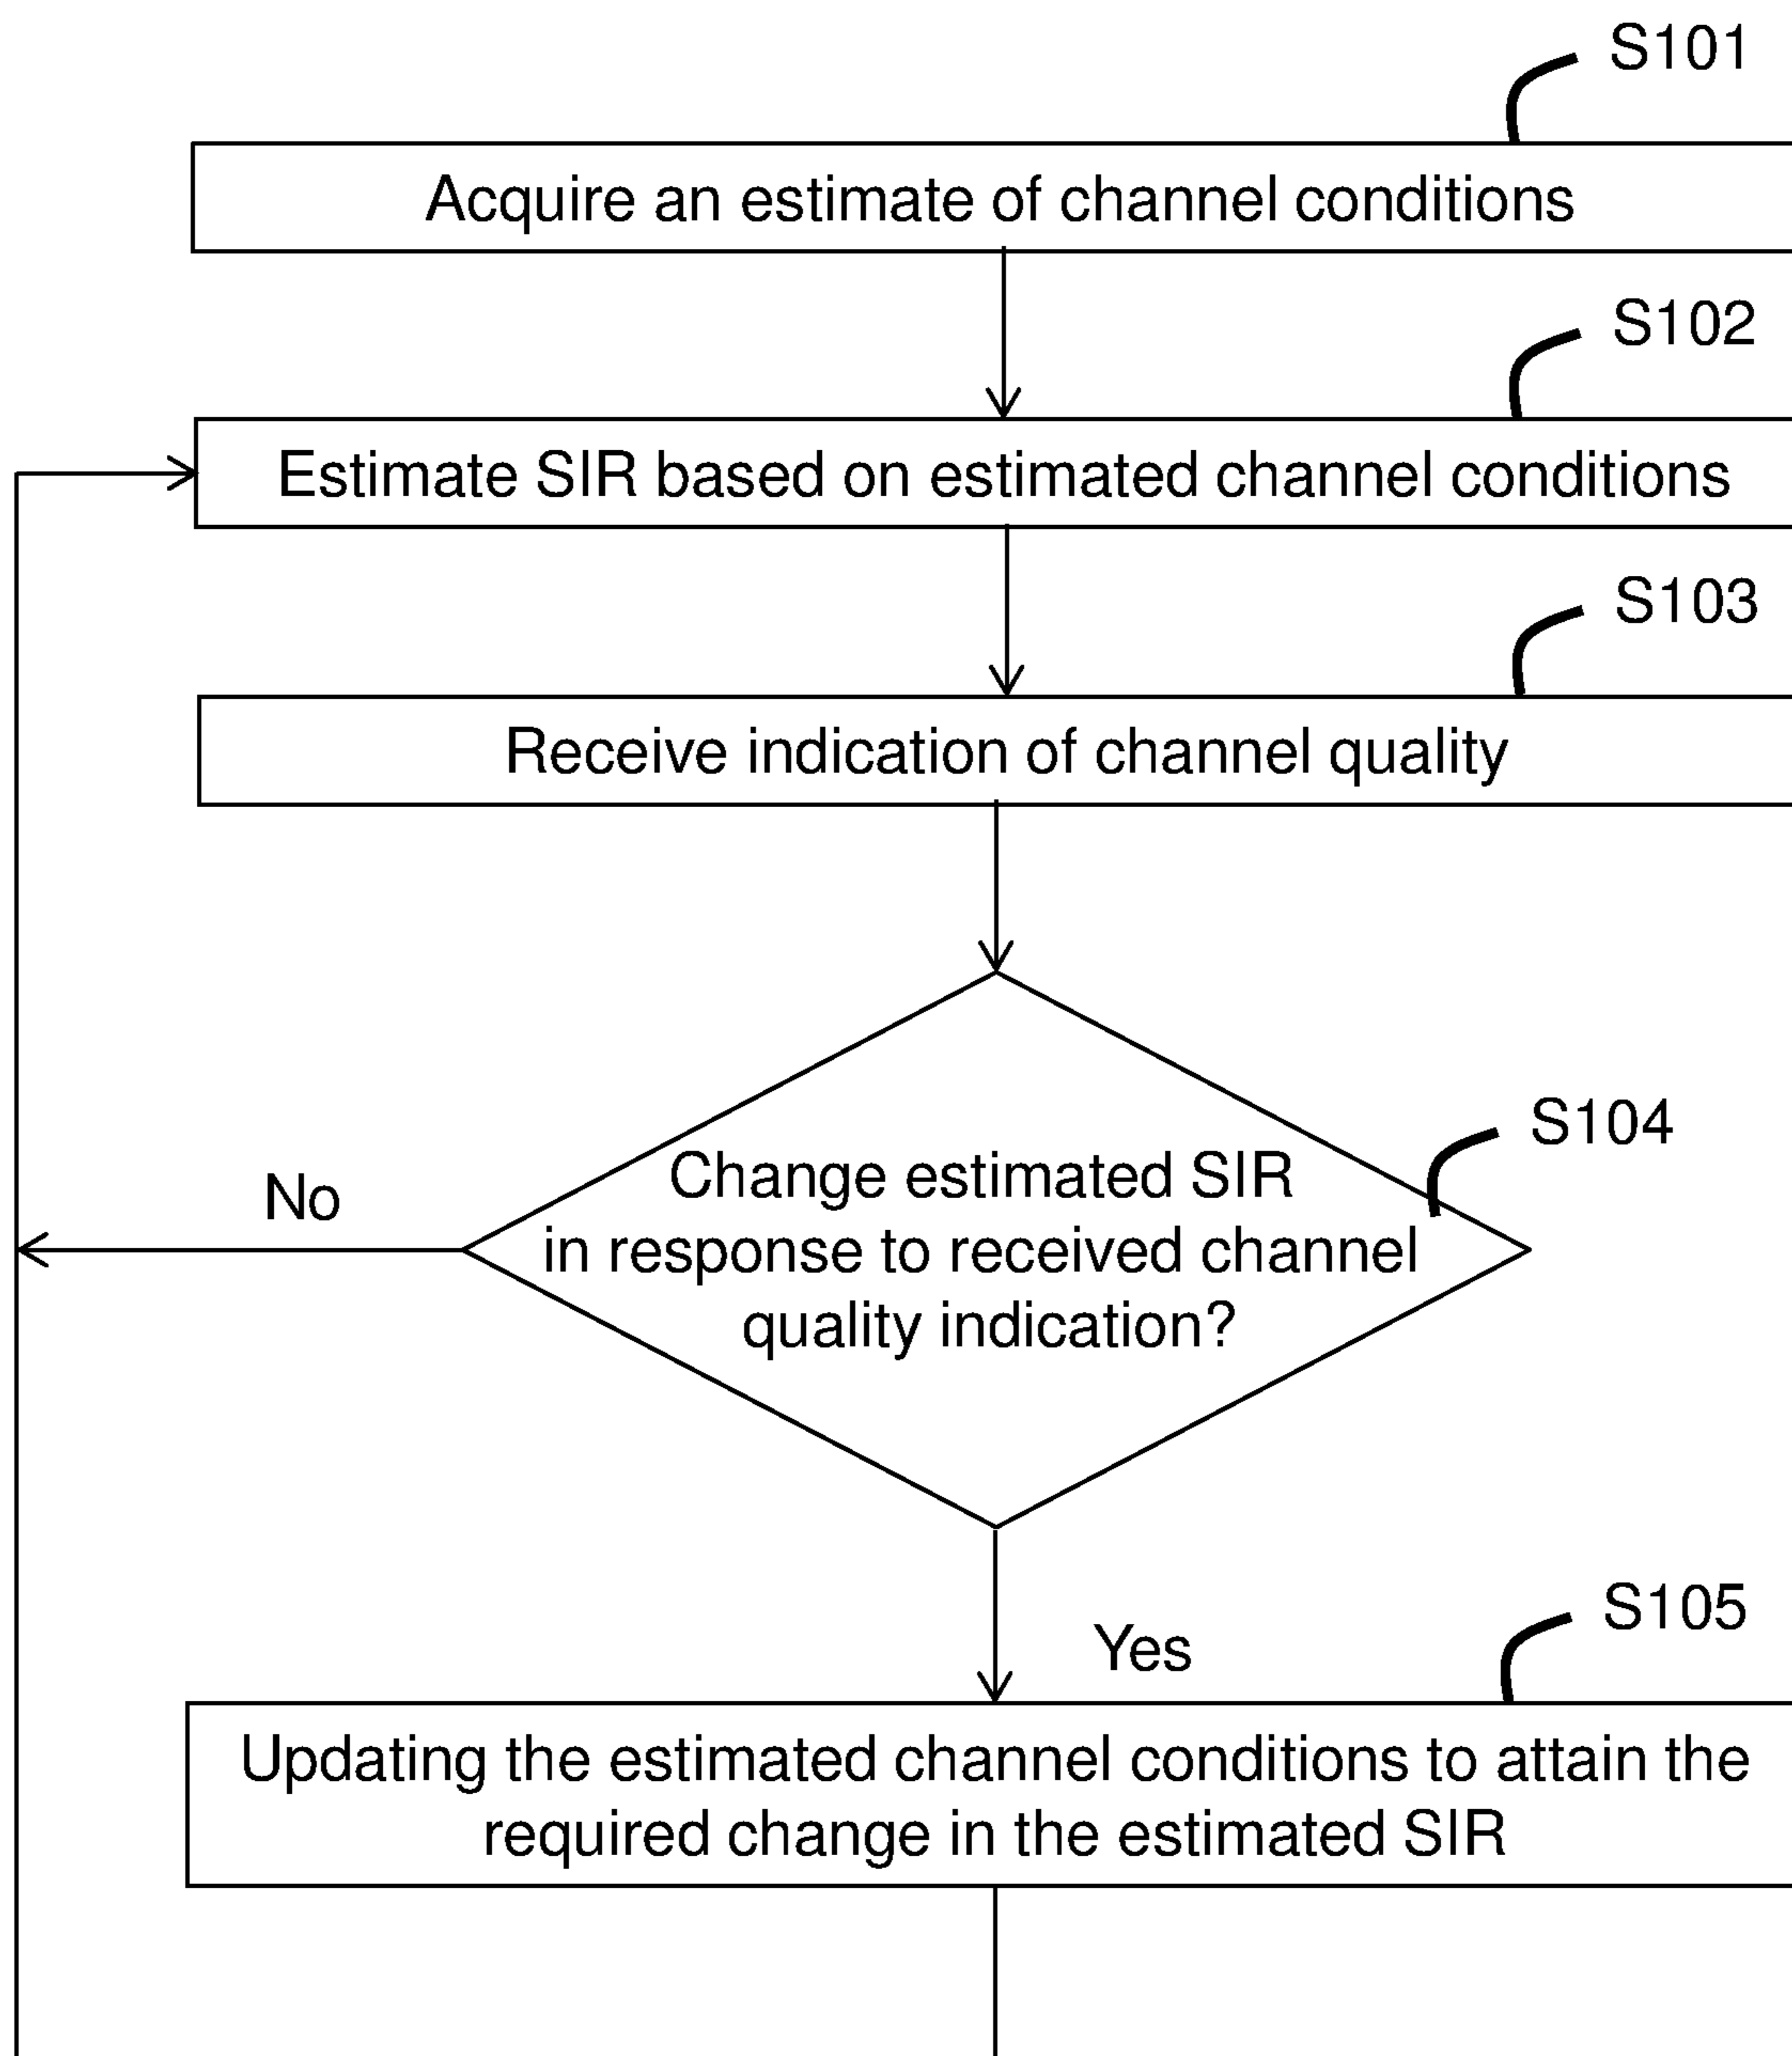 S101
Acquire an estimate of channel conditions
S102
Estimate SIR based on estimated channel conditions
S103
Receive indication of channel quality
S104
Change estimated SIR
in response to received channel
quality indication?
No
Yes
S105
Updating the estimated channel conditions to attain the
required change in the estimated SIR